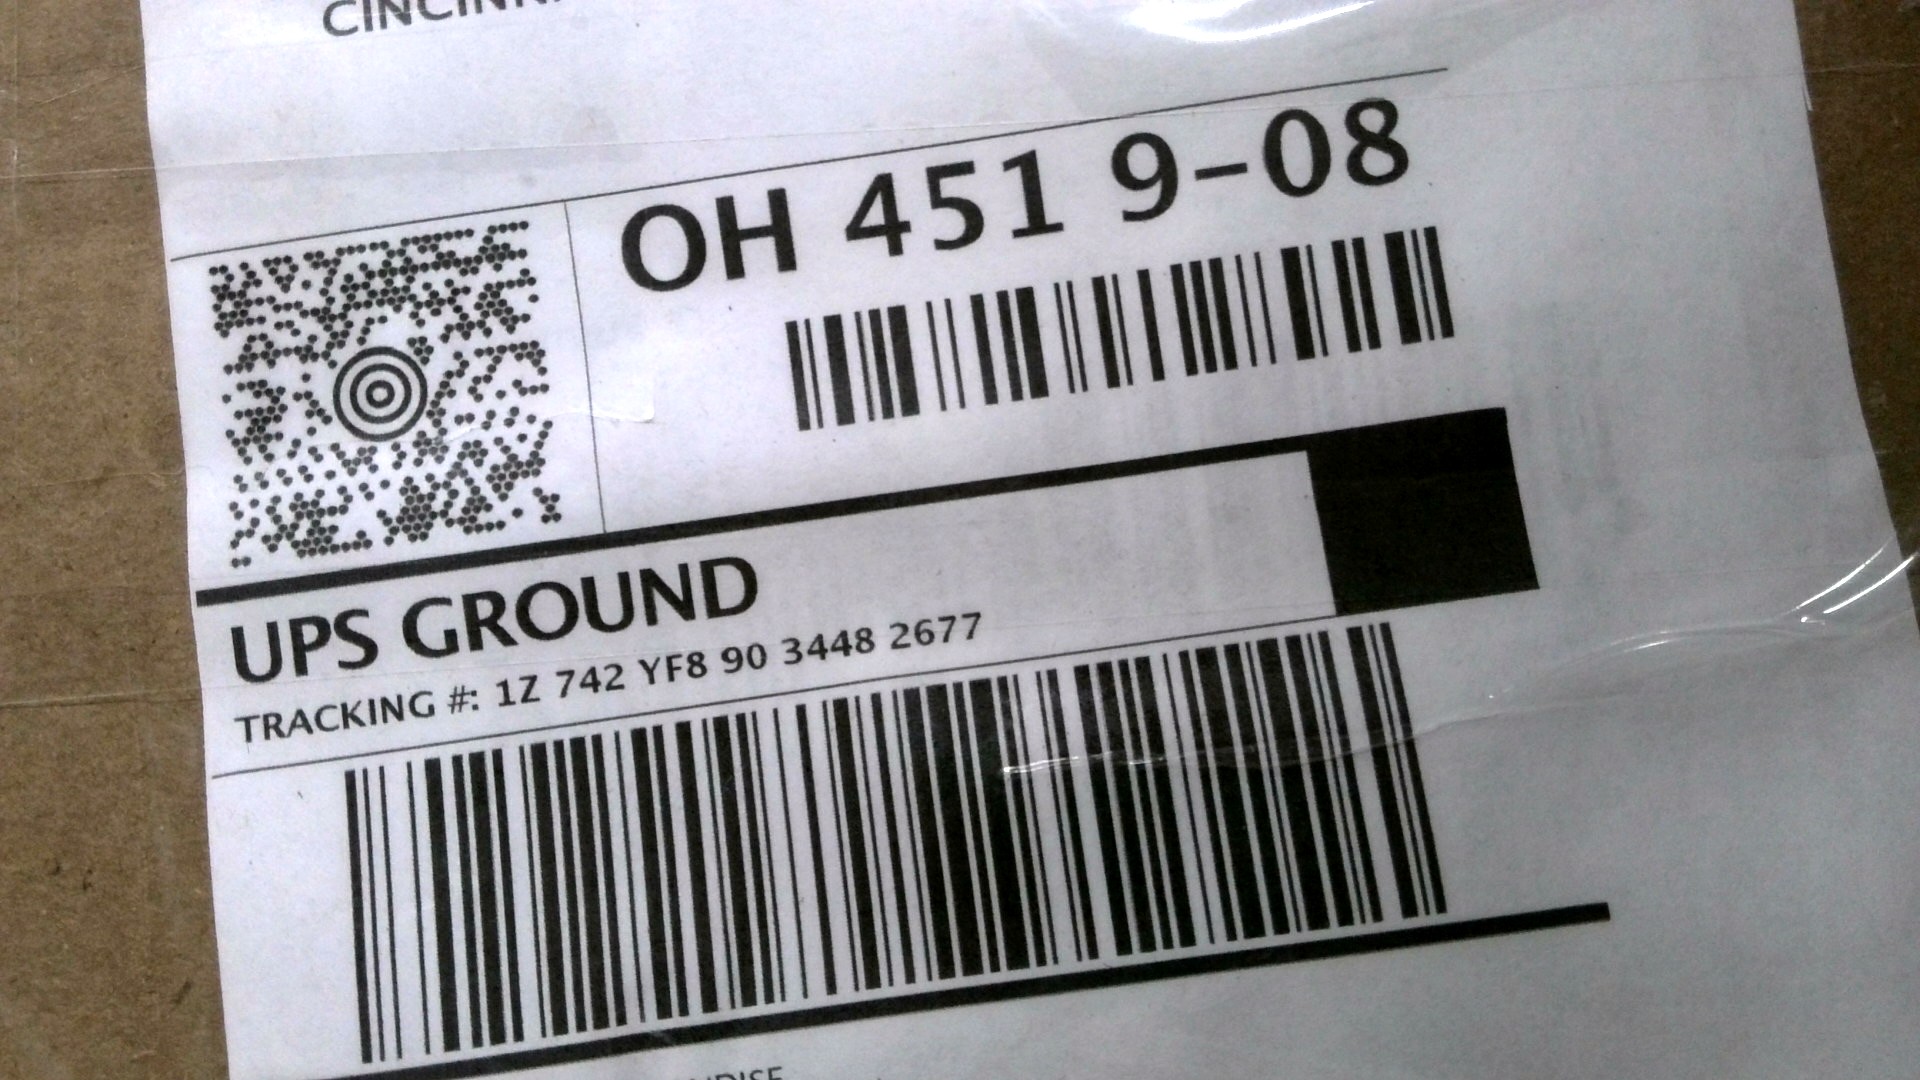 OH 451 9-08
UPS GROUND
TRACKING #: 1Z 742 YF8 90 3448 2677